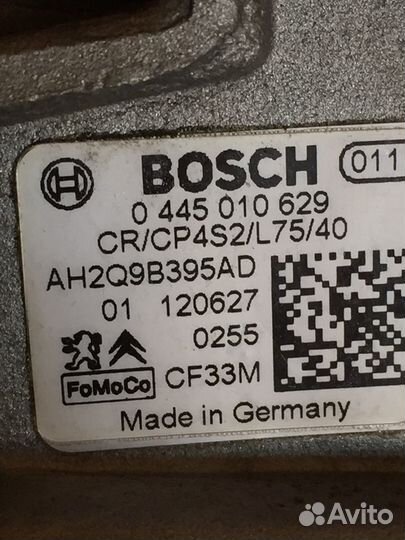 BOSCH 011
0 445 010 629
CR/CP4S2/L75/40
AH2Q9B395AD
01 120627
0255
FoMoCo CF33M
Made in Germany
Avito